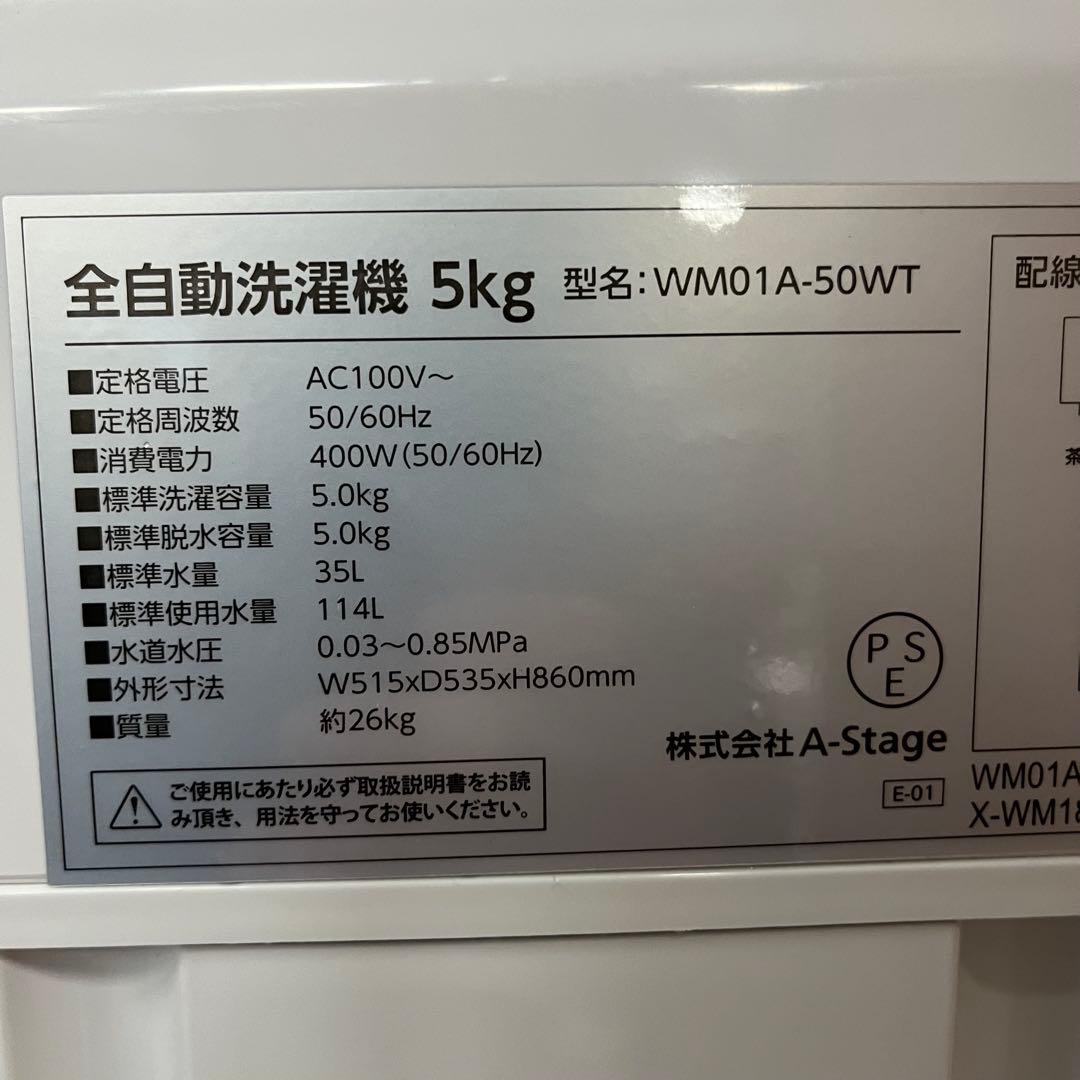 全自動洗濯機 5kg 型名：WM01A-50WT
■定格電圧 AC100V～
■定格周波数 50/60Hz
■消費電力 400W(50/60Hz)
■標準洗濯容量 5.0kg
■標準脱水容量 5.0kg
■標準水量 35L
■標準使用水量 114L
■水道水圧 0.03～0.85MPa
■外形寸法 W515xD535xH860mm
■質量 約26kg
ご使用にあたり必ず取扱説明書をお読
み頂き、用法を守ってお使いください。
PSE
株式会社 A-Stage
E-01
配線
茶
WM01A
X-WM18